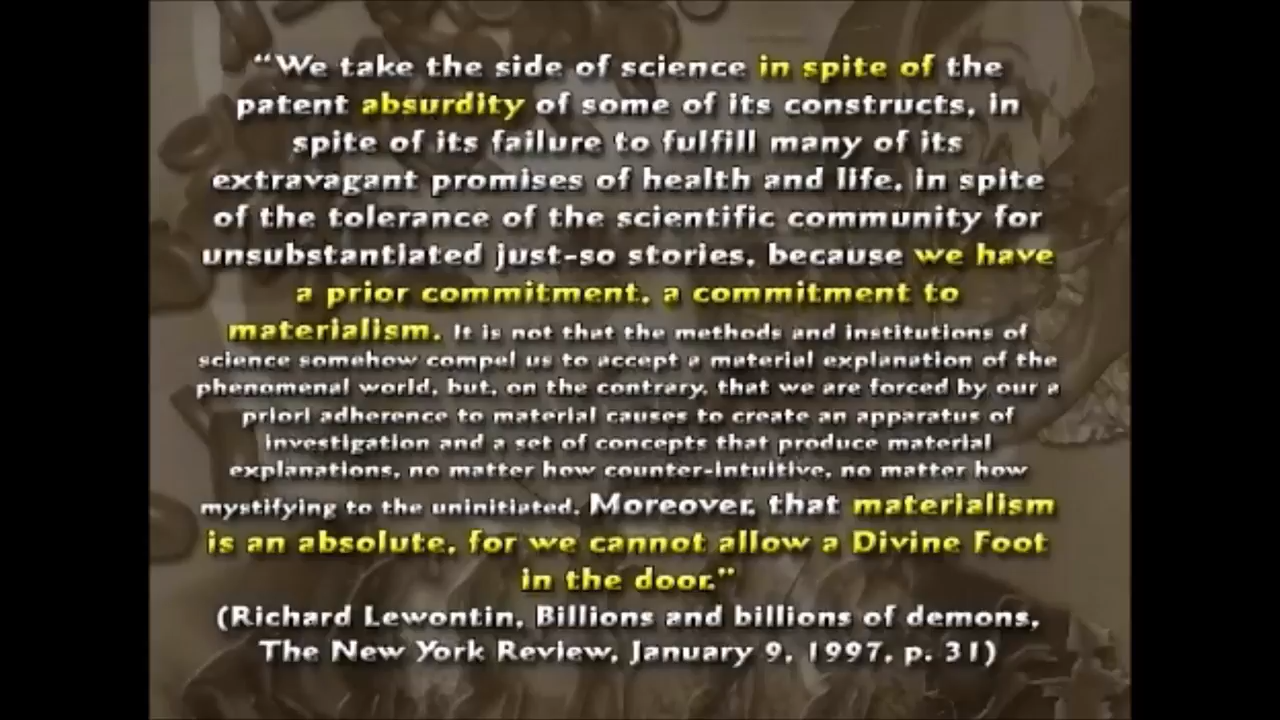 “We take the side of science in spite of the
patent absurdity of some of its constructs, in
spite of its failure to fulfill many of its
extravagant promises of health and life, in spite
of the tolerance of the scientific community for
unsubstantiated just-so stories, because we have
a prior commitment, a commitment to
materialism. It is not that the methods and institutions of
science somehow compel us to accept a material explanation of the
phenomenal world, but, on the contrary, that we are forced by our a
priori adherence to material causes to create an apparatus of
investigation and a set of concepts that produce material
explanations, no matter how counter-intuitive, no matter how
mystifying to the uninitiated. Moreover, that materialism
is an absolute, for we cannot allow a Divine Foot
in the door.”
(Richard Lewontin, Billions and billions of demons,
The New York Review, January 9, 1997, p. 31)